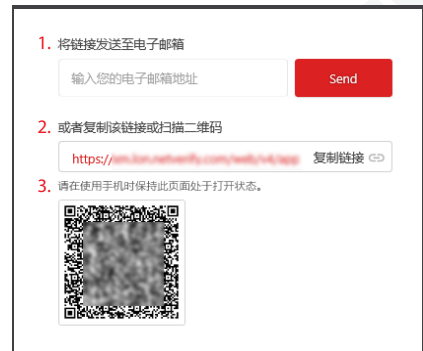 1. 将链接发送至电子邮箱
输入您的电子邮箱地址 Send
2. 或者复制该链接或扫描二维码
https:// 复制链接
3. 请在使用手机时保持此页面处于打开状态。